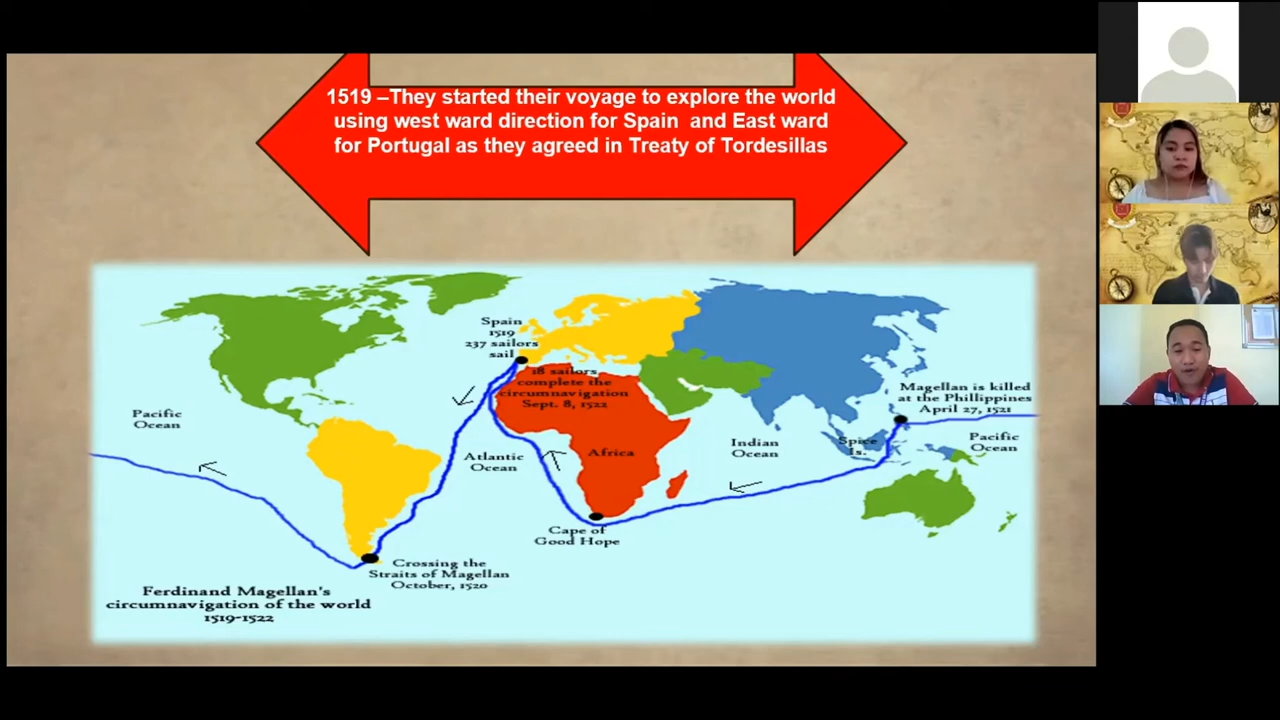 1519 –They started their voyage to explore the world
using west ward direction for Spain  and East ward
for Portugal as they agreed in Treaty of Tordesillas
Spain
1519
237 sailors
sail
18 sailors
complete the
circumnavigation
Sept. 8, 1522
Magellan is killed
at the Phillippines
April 27, 1521
Pacific
Ocean
Atlantic
Ocean
Africa
Indian
Ocean
Spice
Is.
Pacific
Ocean
Cape of
Good Hope
Crossing the
Straits of Magellan
October, 1520
Ferdinand Magellan's
circumnavigation of the world
1519-1522